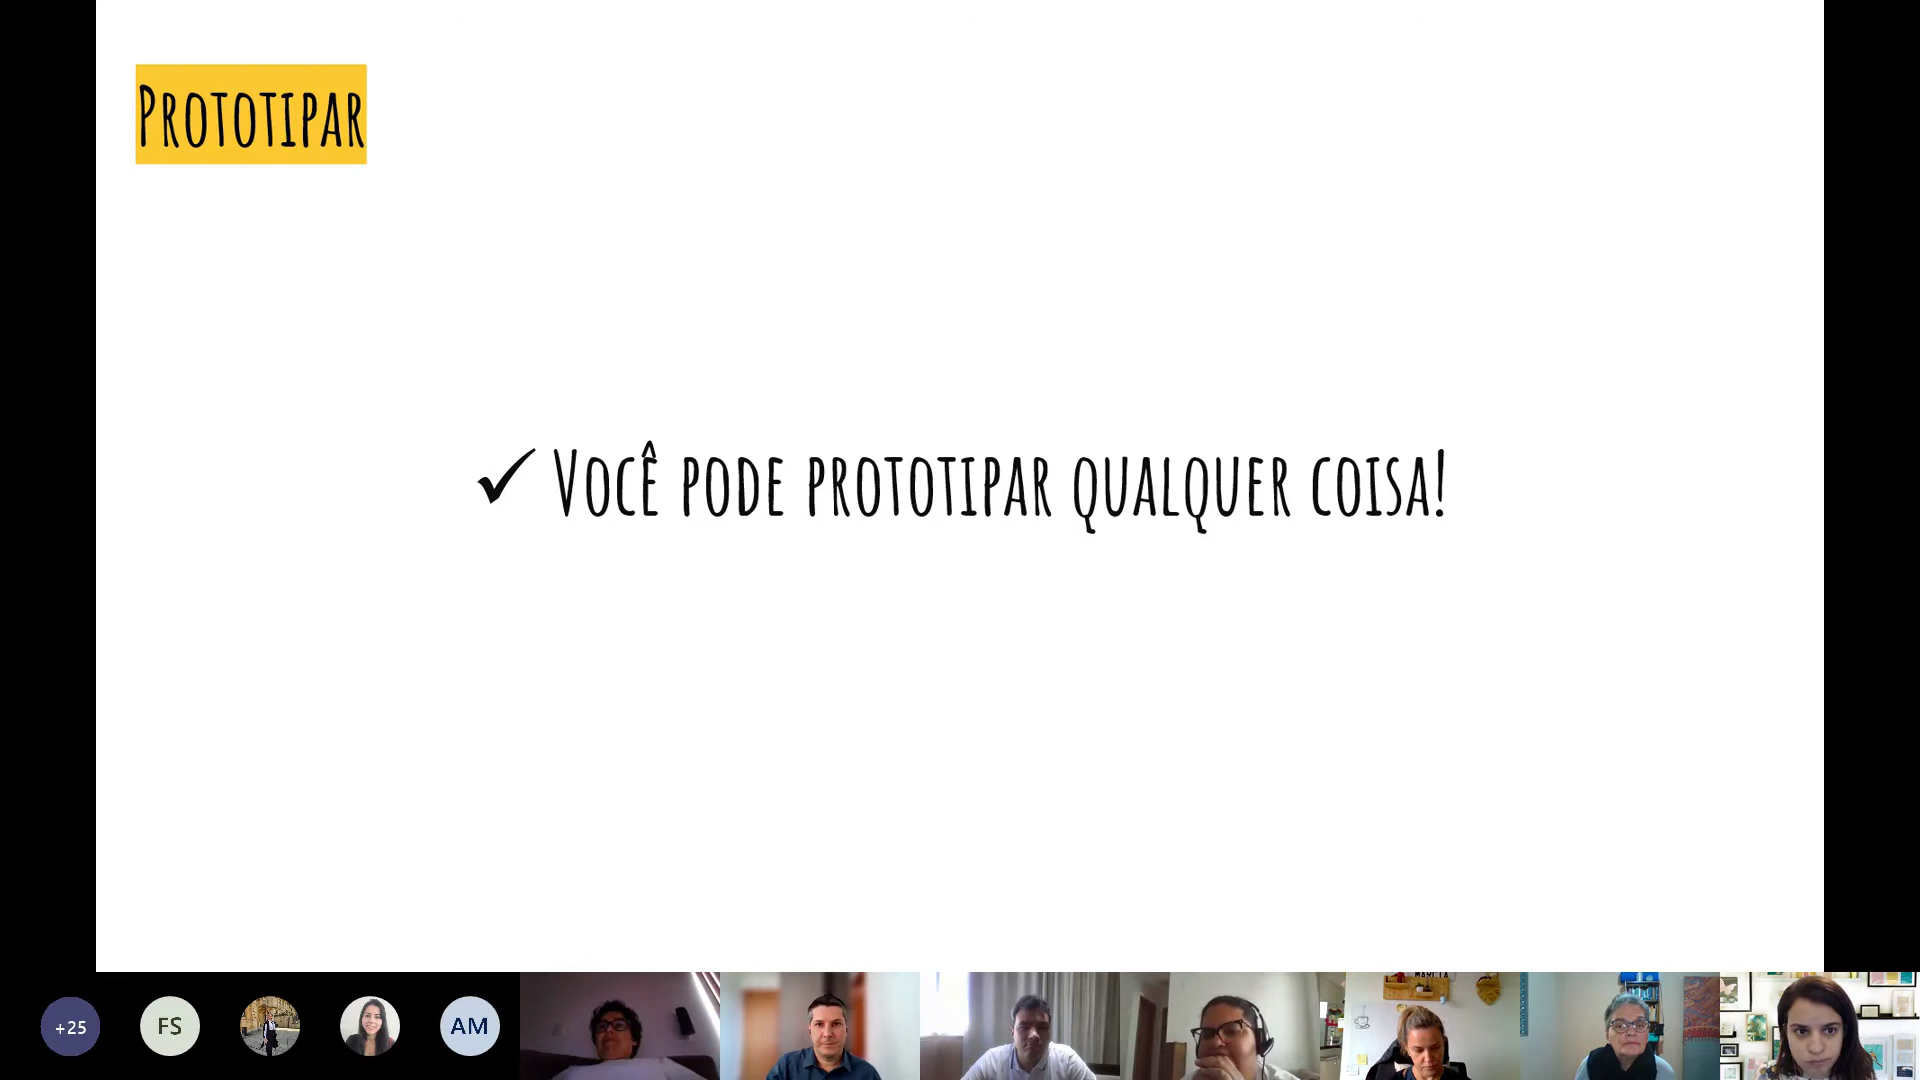 Prototipar
✓ Você pode prototipar qualquer coisa!
+25
FS
AM